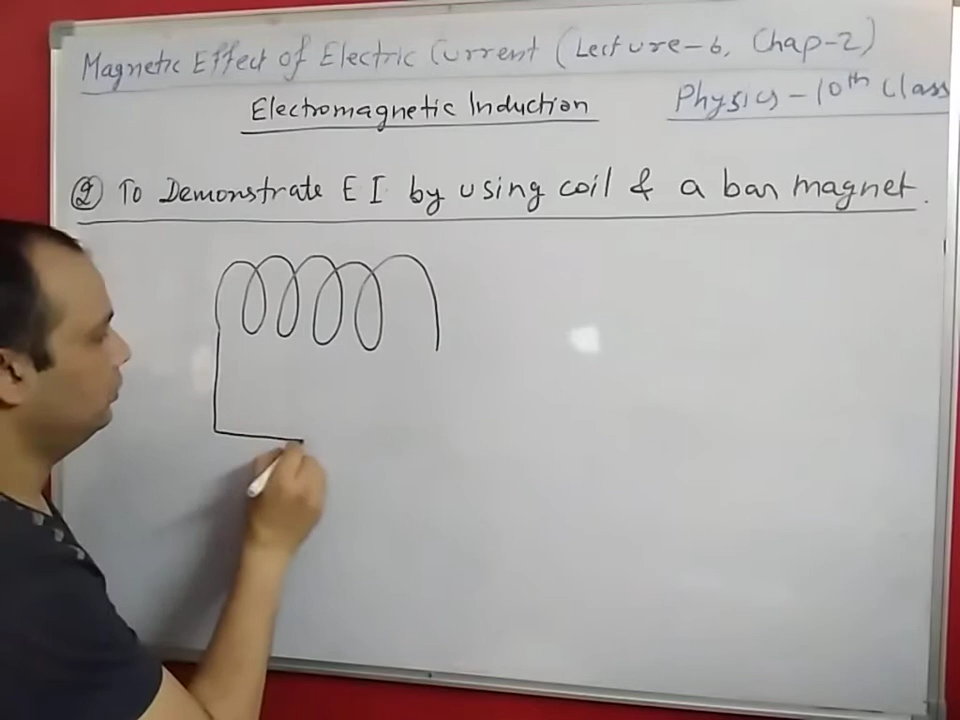 Magnetic Effect of Electric Current (Lecture-6, Chap-2)
Electromagnetic Induction
Physics - 10th Class
② To Demonstrate E I by using coil & a bar magnet.